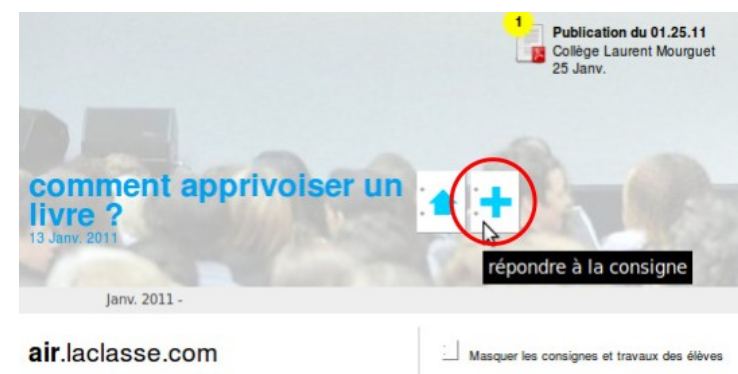 1
Publication du 01.25.11
Collège Laurent Mourguet
25 Janv.
comment apprivoiser un
livre ?
13 Janv. 2011
répondre à la consigne
Janv. 2011 -
air.laclasse.com
Masquer les consignes et travaux des élèves